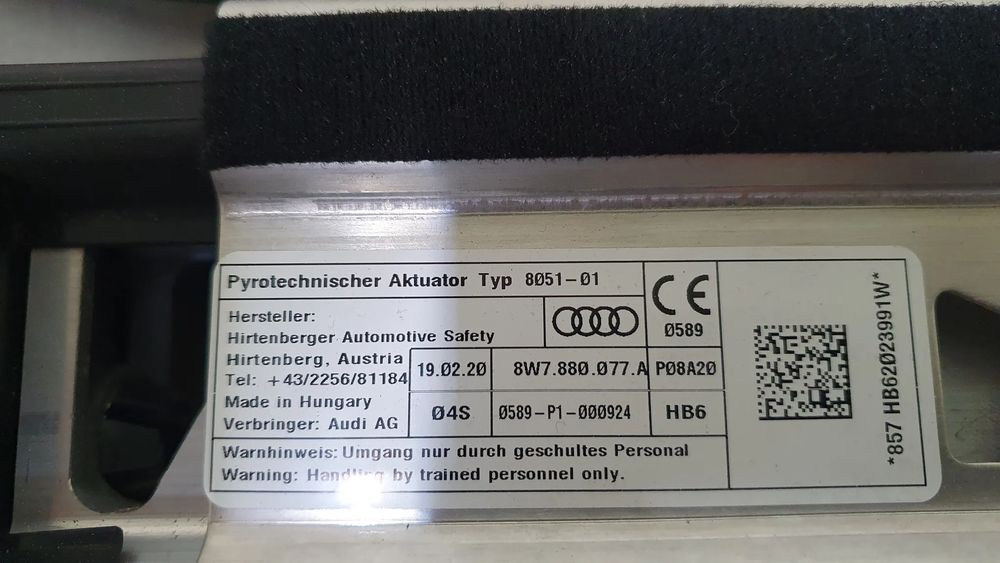 Pyrotechnischer Aktuator Typ 8051-01
CE
0589
Hersteller:
Hirtenberger Automotive Safety
Hirtenberg, Austria
Tel: +43/2256/81184
Made in Hungary
Verbringer: Audi AG
19.02.20 8W7.880.077.A P08A20
04S 0589-P1-000924 HB6
Warnhinweis: Umgang nur durch geschultes Personal
Warning: Handling by trained personnel only.
*857 HB62023991W*